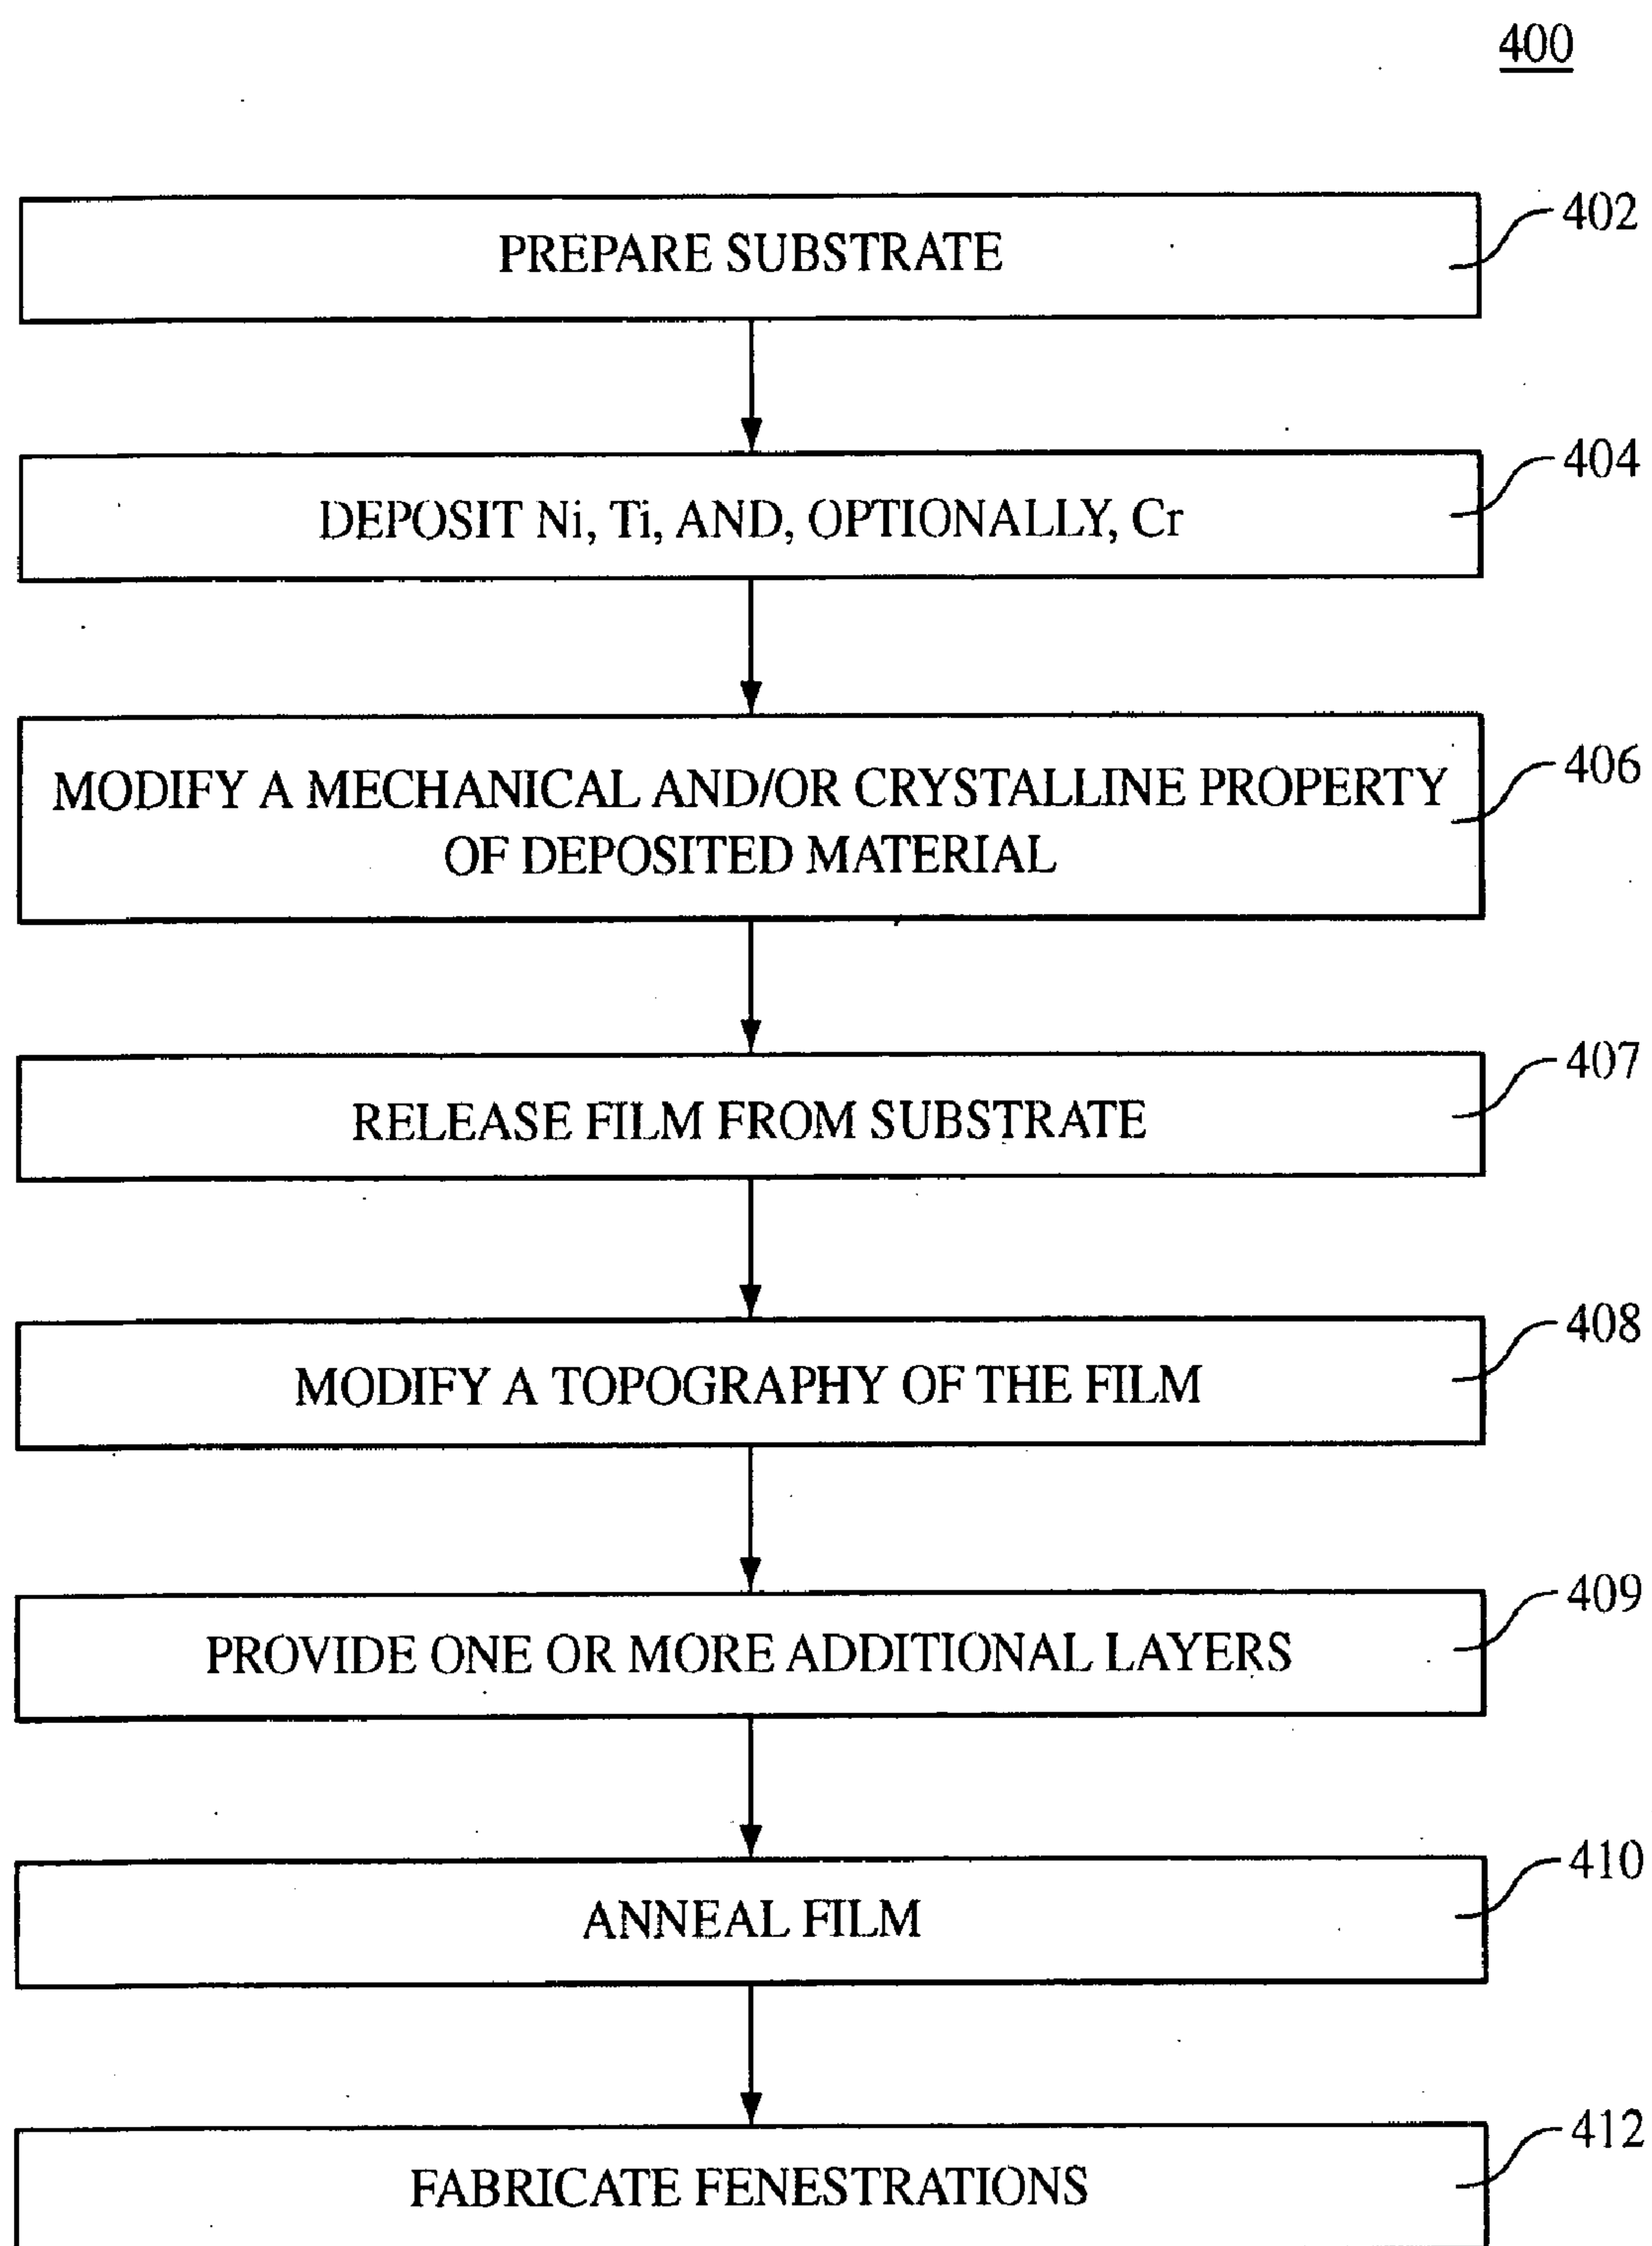 400
PREPARE SUBSTRATE
402
DEPOSIT Ni, Ti, AND, OPTIONALLY, Cr
404
MODIFY A MECHANICAL AND/OR CRYSTALLINE PROPERTY
OF DEPOSITED MATERIAL
406
RELEASE FILM FROM SUBSTRATE
407
MODIFY A TOPOGRAPHY OF THE FILM
408
PROVIDE ONE OR MORE ADDITIONAL LAYERS
409
ANNEAL FILM
410
FABRICATE FENESTRATIONS
412